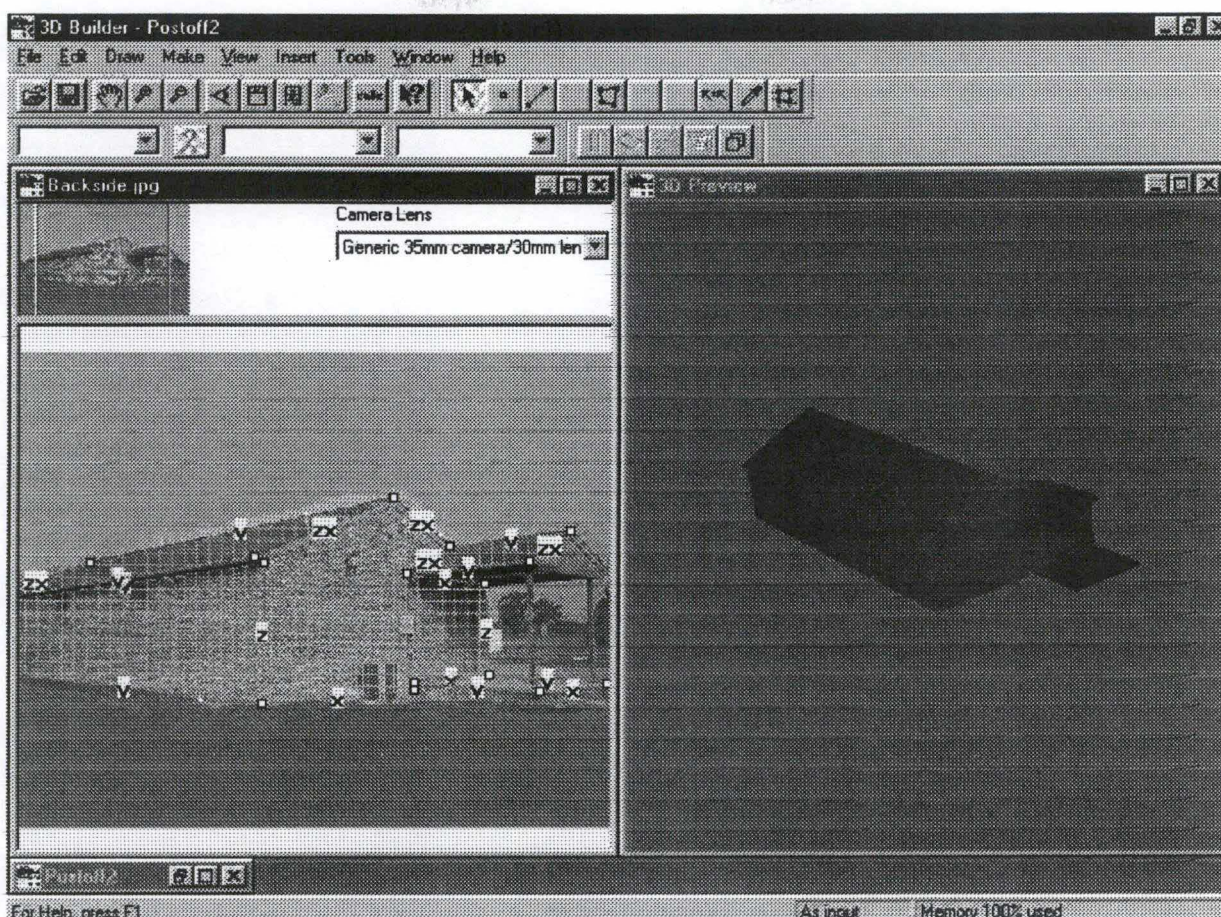 3D Builder - Postoff2
File Edit Draw Make View Insert Tools Window Help
Backside.jpg
3D Preview
Camera Lens
Generic 35mm camera/30mm len
Y
ZX
ZX
Y
ZX
ZX
Y
ZX
Y
X
Z
Z
Y
X
X
Y
Y
X
Postoff2
For Help, press F1
As input
Memory 100% used